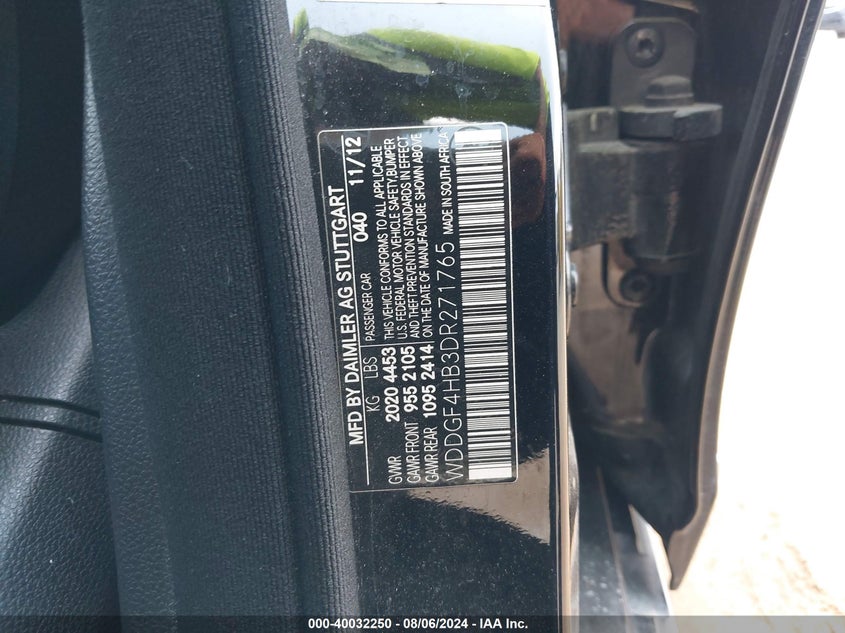 MFD BY DAIMLER AG STUTTGART
040 11/12
KG LBS PASSENGER CAR
GVWR 2020 4453 THIS VEHICLE CONFORMS TO ALL APPLICABLE
GAWR FRONT 955 2105 U.S. FEDERAL MOTOR VEHICLE SAFETY, BUMPER
GAWR REAR 1095 2414 AND THEFT PREVENTION STANDARDS IN EFFECT
ON THE DATE OF MANUFACTURE SHOWN ABOVE
WDDGF4HB3DR271765 MADE IN SOUTH AFRICA
000-40032250 - 08/06/2024 - IAA Inc.